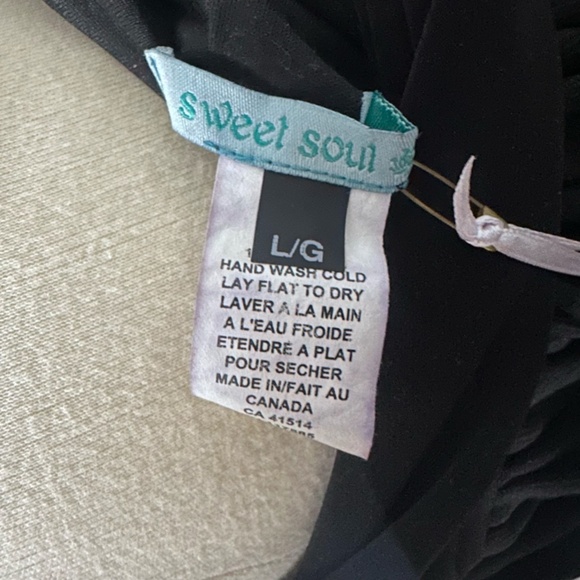 sweet soul
L/G
HAND WASH COLD
LAY FLAT TO DRY
LAVER A LA MAIN
A L'EAU FROIDE
ETENDRE A PLAT
POUR SECHER
MADE IN/FAIT AU
CANADA
CA 41514